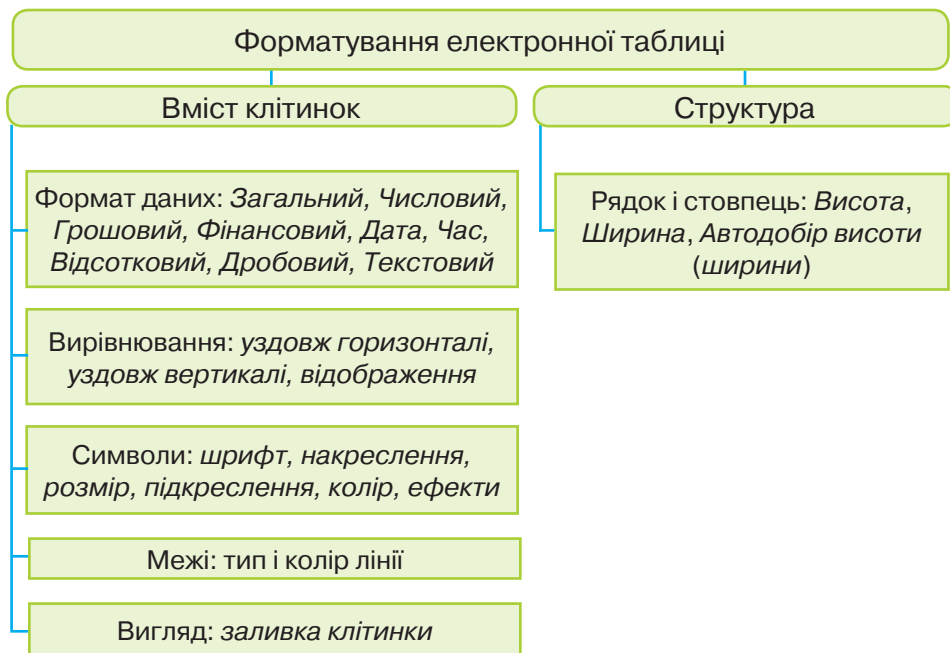 Форматування електронної таблиці
Вміст клітинок
Структура
Формат даних: Загальний, Числовий,
Грошовий, Фінансовий, Дата, Час,
Відсотковий, Дробовий, Текстовий
Рядок і стовпець: Висота,
Ширина, Автодобір висоти
(ширини)
Вирівнювання: уздовж горизонталі,
уздовж вертикалі, відображення
Символи: шрифт, накреслення,
розмір, підкреслення, колір, ефекти
Межі: тип і колір лінії
Вигляд: заливка клітинки